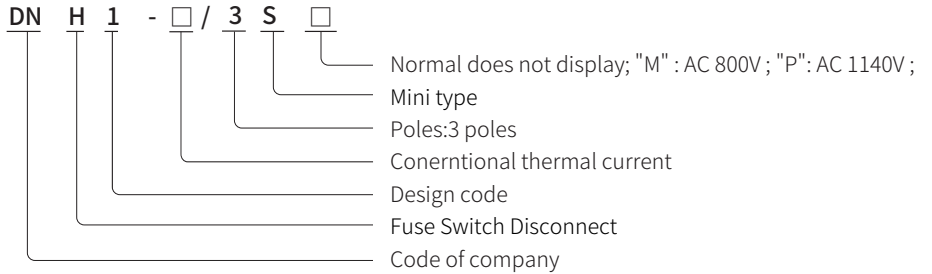 DN H 1 - □ / 3 S □
Normal does not display; "M" : AC 800V ; "P": AC 1140V ;
Mini type
Poles:3 poles
Conerntional thermal current
Design code
Fuse Switch Disconnect
Code of company